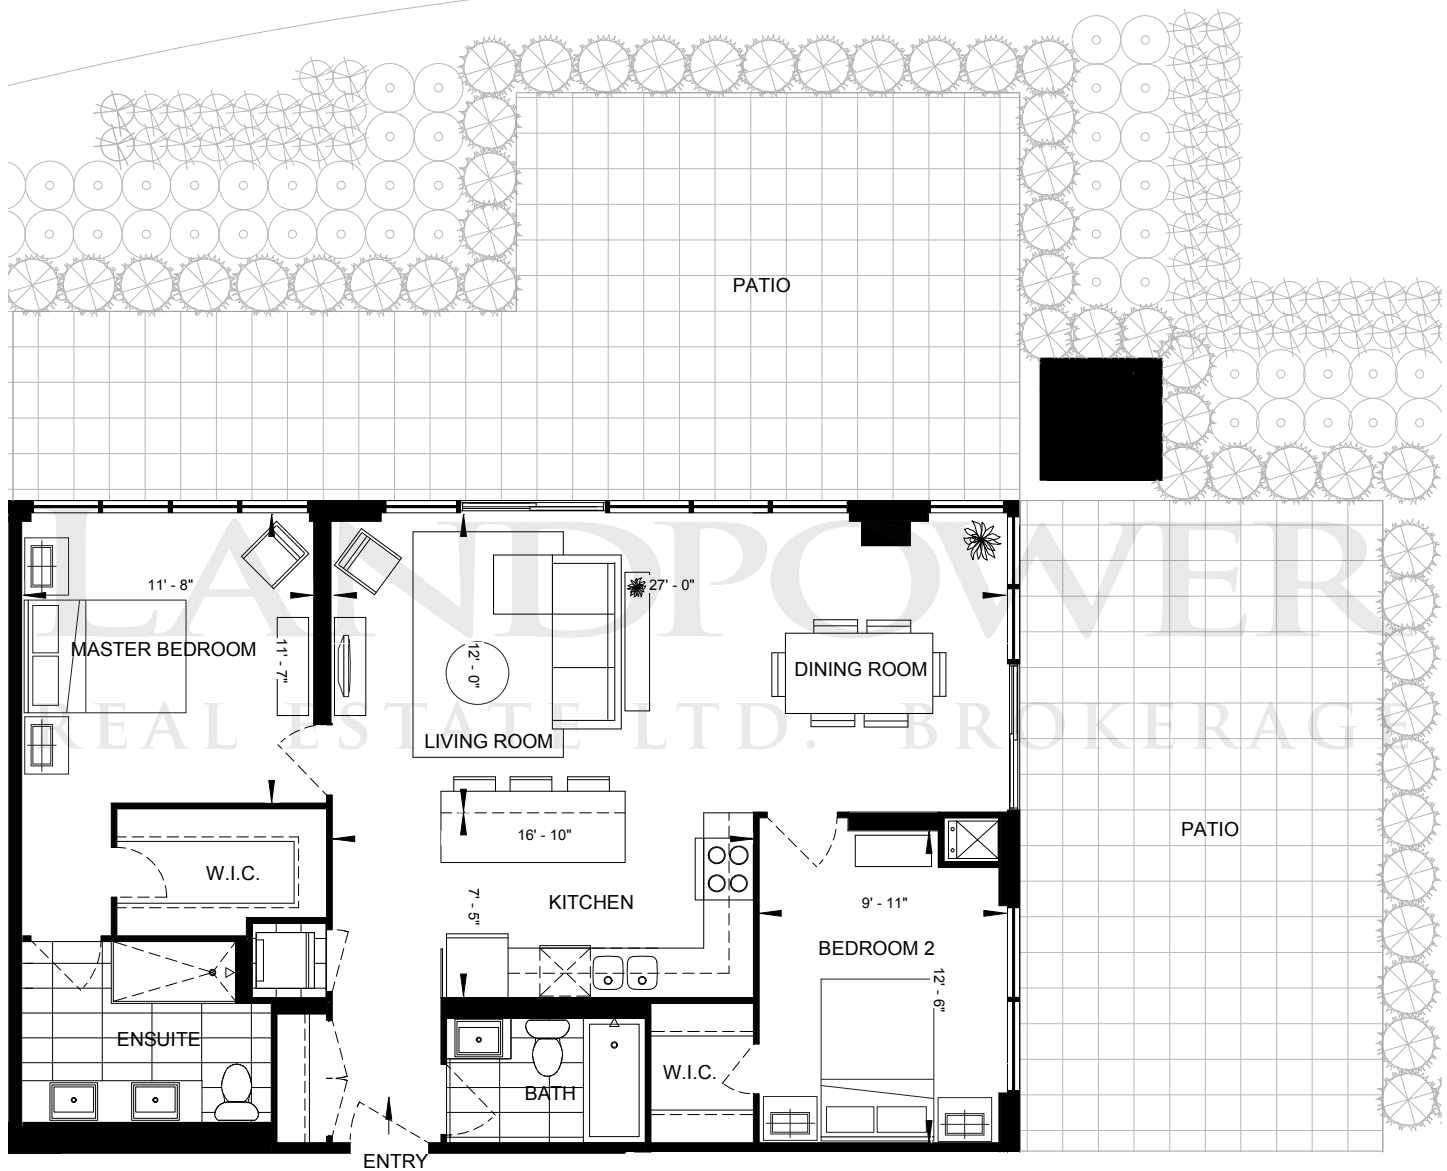 PATIO
LANDPOWER
REAL ESTATE LTD. BROKERAGE
11' - 8"
27' - 0"
MASTER BEDROOM
11' - 7"
12' - 0"
DINING ROOM
LIVING ROOM
PATIO
16' - 10"
W.I.C.
7' - 5"
KITCHEN
9' - 11"
BEDROOM 2
12' - 6"
ENSUITE
W.I.C.
BATH
ENTRY